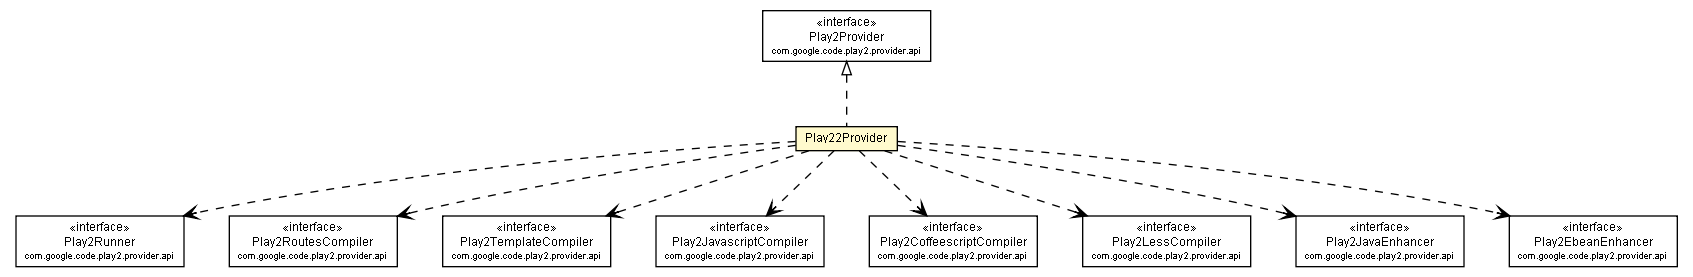 «interface»
Play2Provider
com.google.code.play2.provider.api
Play22Provider
«interface»
Play2Runner
com.google.code.play2.provider.api
«interface»
Play2RoutesCompiler
com.google.code.play2.provider.api
«interface»
Play2TemplateCompiler
com.google.code.play2.provider.api
«interface»
Play2JavascriptCompiler
com.google.code.play2.provider.api
«interface»
Play2CoffeescriptCompiler
com.google.code.play2.provider.api
«interface»
Play2LessCompiler
com.google.code.play2.provider.api
«interface»
Play2JavaEnhancer
com.google.code.play2.provider.api
«interface»
Play2EbeanEnhancer
com.google.code.play2.provider.api